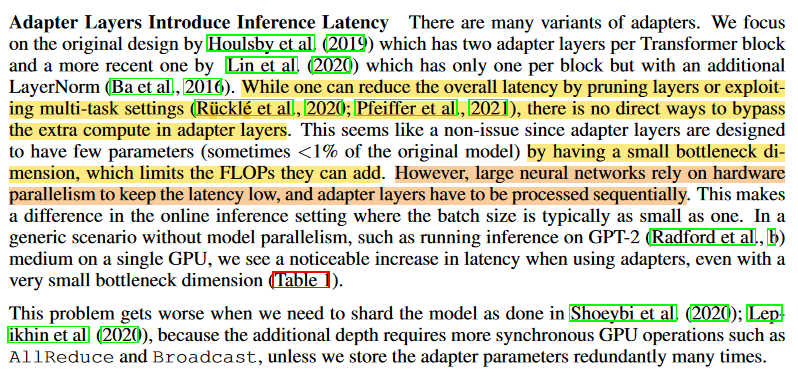 Adapter Layers Introduce Inference Latency There are many variants of adapters. We focus
on the original design by Houlsby et al. (2019) which has two adapter layers per Transformer block
and a more recent one by Lin et al. (2020) which has only one per block but with an additional
LayerNorm (Ba et al., 2016). While one can reduce the overall latency by pruning layers or exploit-
ing multi-task settings (Rücklé et al., 2020; Pfeiffer et al., 2021), there is no direct ways to bypass
the extra compute in adapter layers. This seems like a non-issue since adapter layers are designed
to have few parameters (sometimes <1% of the original model) by having a small bottleneck di-
mension, which limits the FLOPs they can add. However, large neural networks rely on hardware
parallelism to keep the latency low, and adapter layers have to be processed sequentially. This makes
a difference in the online inference setting where the batch size is typically as small as one. In a
generic scenario without model parallelism, such as running inference on GPT-2 (Radford et al., b)
medium on a single GPU, we see a noticeable increase in latency when using adapters, even with a
very small bottleneck dimension (Table 1).
This problem gets worse when we need to shard the model as done in Shoeybi et al. (2020); Lep-
ikhin et al. (2020), because the additional depth requires more synchronous GPU operations such as
AllReduce and Broadcast, unless we store the adapter parameters redundantly many times.